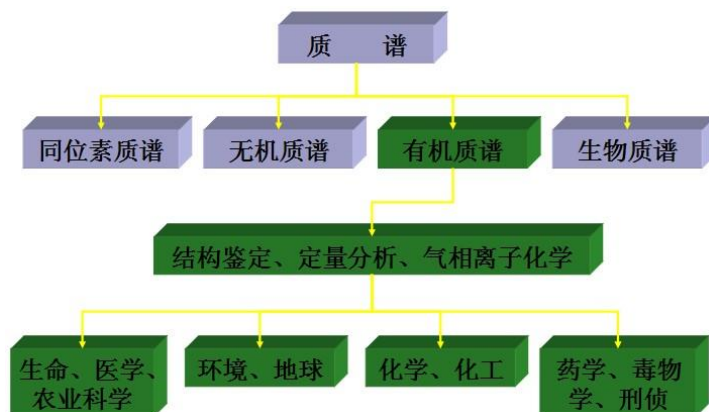 质 谱
同位素质谱
无机质谱
有机质谱
生物质谱
结构鉴定、定量分析、气相离子化学
生命、医学、
农业科学
环境、地球
化学、化工
药学、毒物
学、刑侦